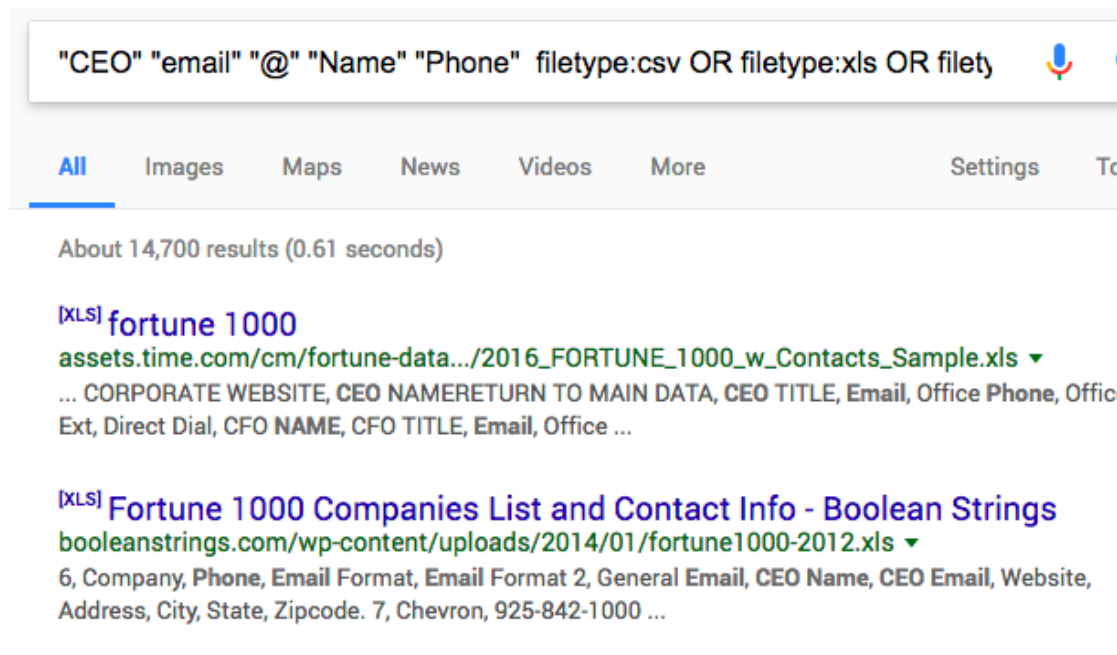 "CEO" "email" "@" "Name" "Phone" filetype:csv OR filetype:xls OR filety
All Images Maps News Videos More Settings To
About 14,700 results (0.61 seconds)
[XLS] fortune 1000
assets.time.com/cm/fortune-data.../2016_FORTUNE_1000_w_Contacts_Sample.xls
... CORPORATE WEBSITE, CEO NAMERETURN TO MAIN DATA, CEO TITLE, Email, Office Phone, Offic
Ext, Direct Dial, CFO NAME, CFO TITLE, Email, Office ...
[XLS] Fortune 1000 Companies List and Contact Info - Boolean Strings
booleanstrings.com/wp-content/uploads/2014/01/fortune1000-2012.xls
6, Company, Phone, Email Format, Email Format 2, General Email, CEO Name, CEO Email, Website,
Address, City, State, Zipcode. 7, Chevron, 925-842-1000 ...